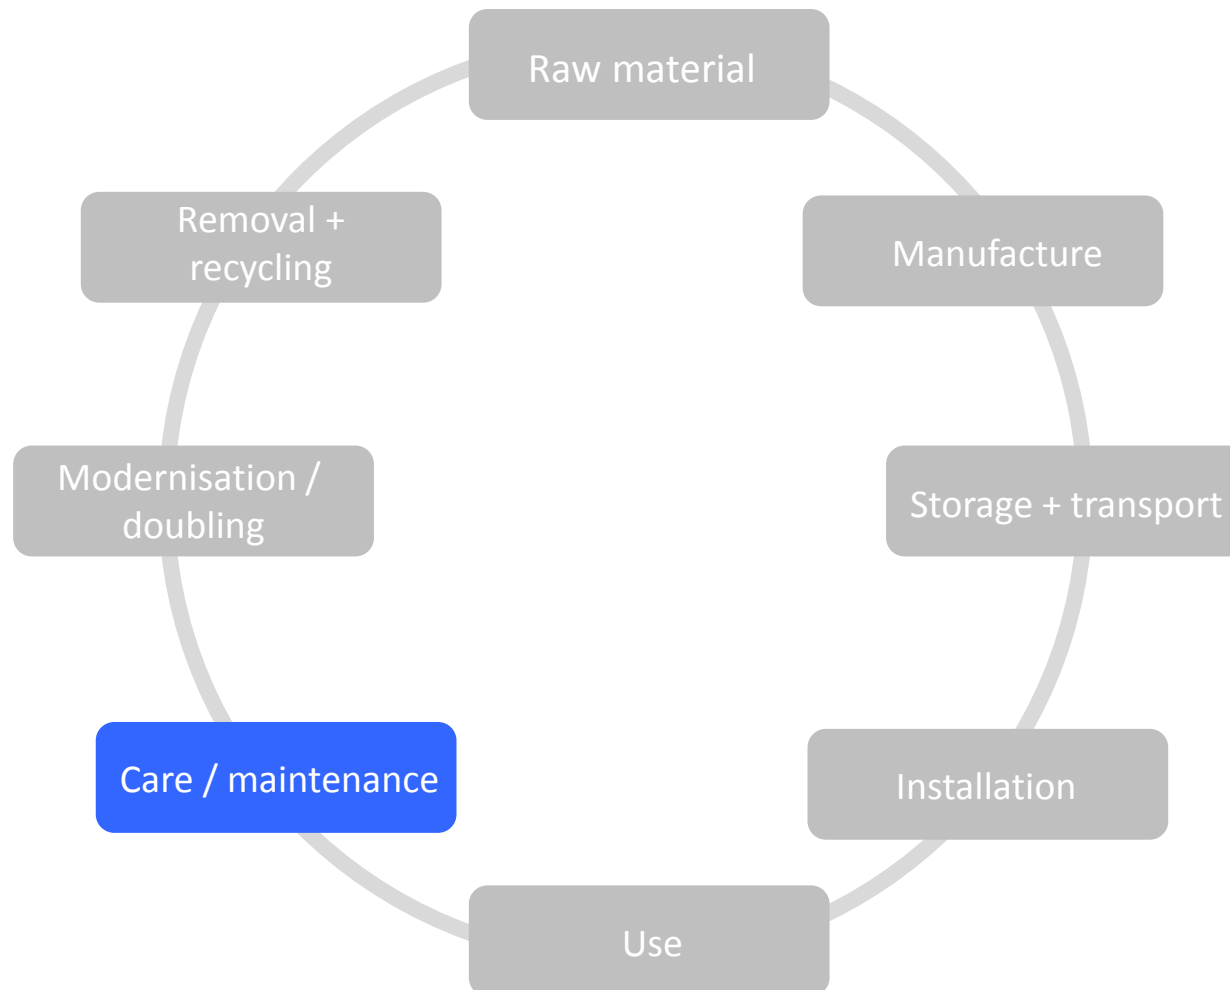 Raw material
Removal +
recycling
Manufacture
Modernisation /
doubling
Storage + transport
Care / maintenance
Installation
Use